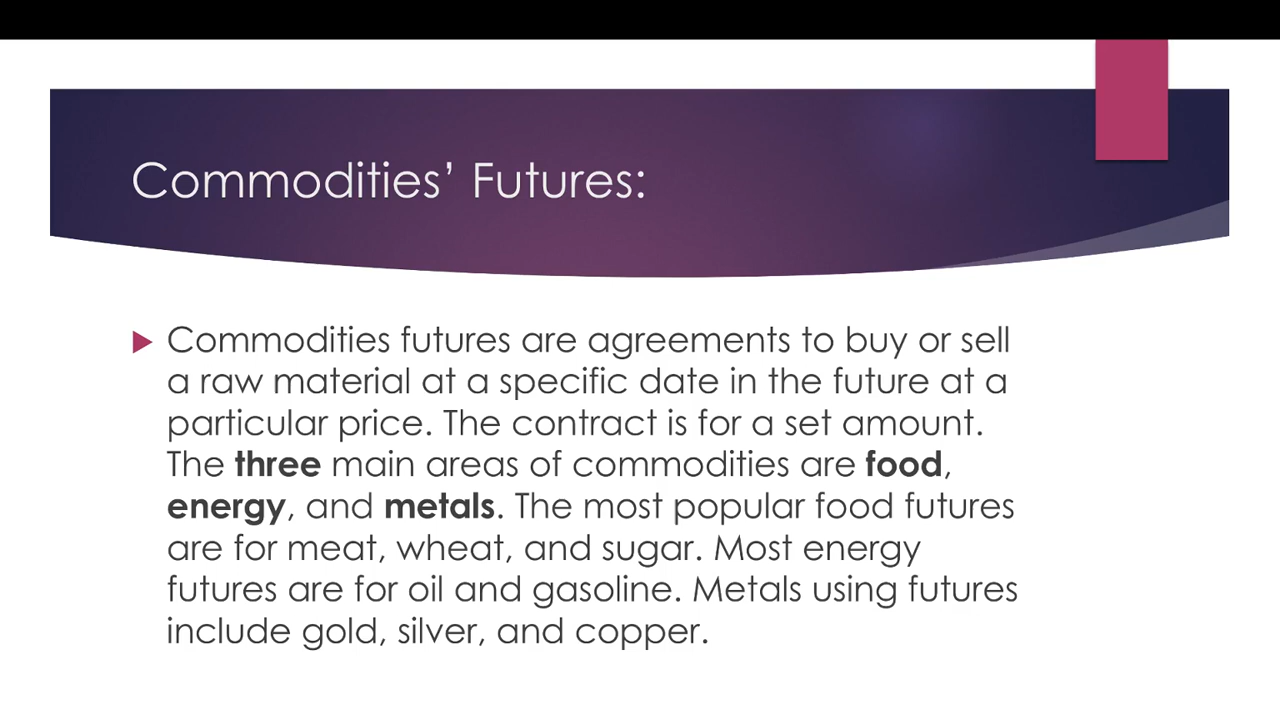 Commodities’ Futures:
Commodities futures are agreements to buy or sell
a raw material at a specific date in the future at a
particular price. The contract is for a set amount.
The three main areas of commodities are food,
energy, and metals. The most popular food futures
are for meat, wheat, and sugar. Most energy
futures are for oil and gasoline. Metals using futures
include gold, silver, and copper.